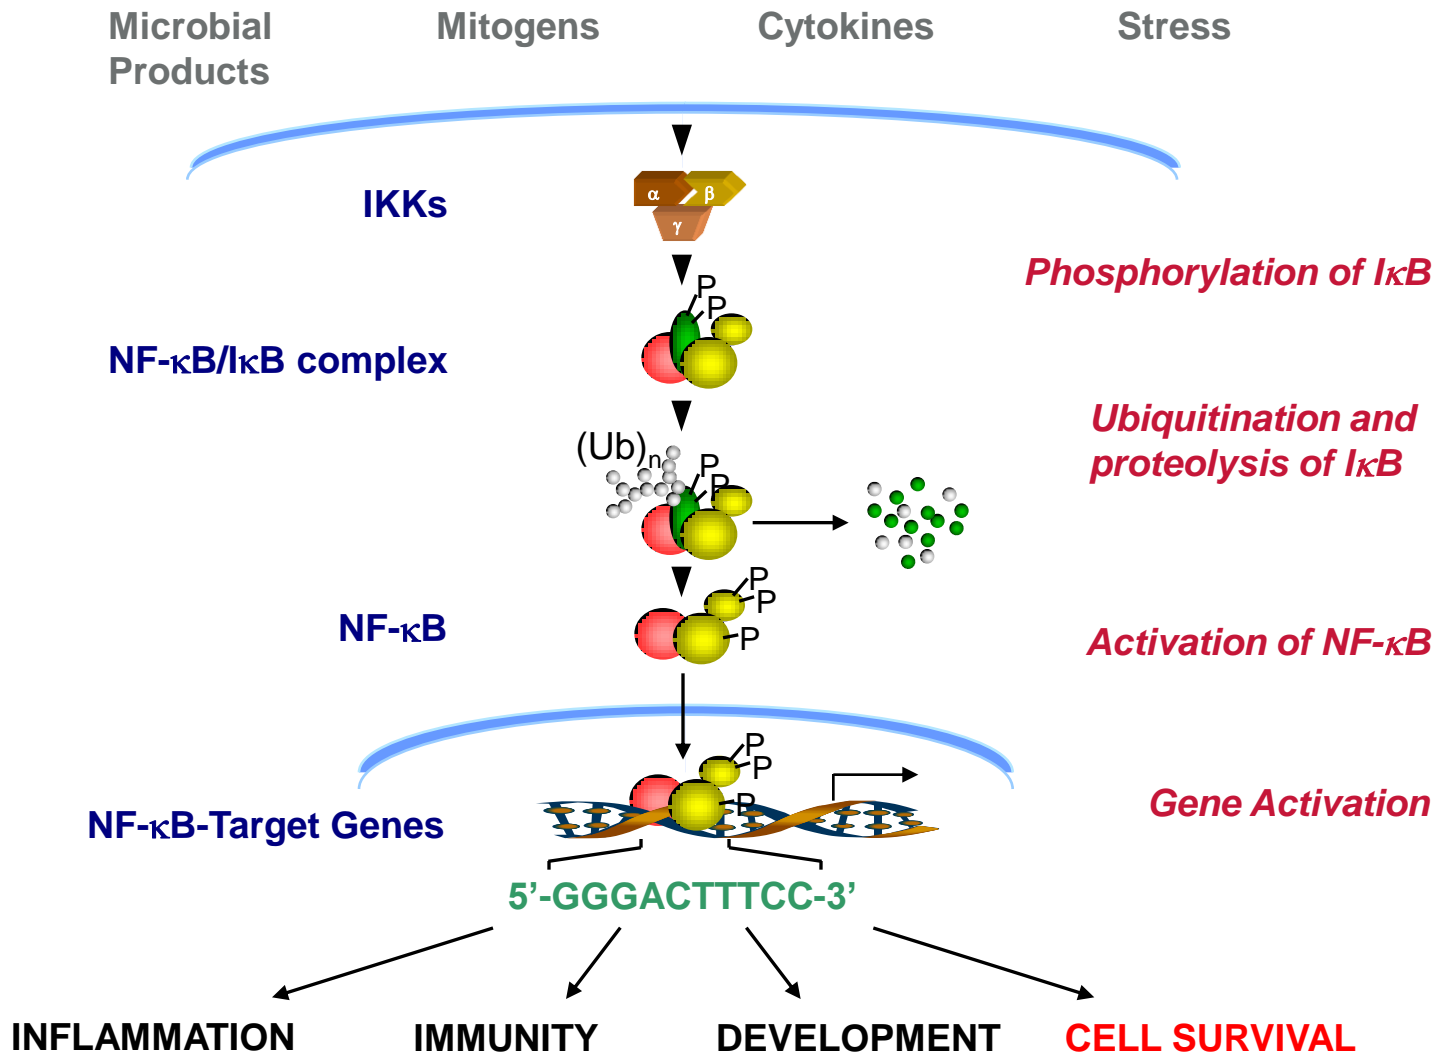 Microbial Products
Mitogens
Cytokines
Stress
IKKs
α
β
γ
Phosphorylation of IκB
P
P
NF-κB/IκB complex
Ubiquitination and
proteolysis of IκB
(Ub)n
P
P
P
P
NF-κB
P
Activation of NF-κB
P
P
P
NF-κB-Target Genes
Gene Activation
5’-GGGACTTTCC-3’
INFLAMMATION
IMMUNITY
DEVELOPMENT
CELL SURVIVAL